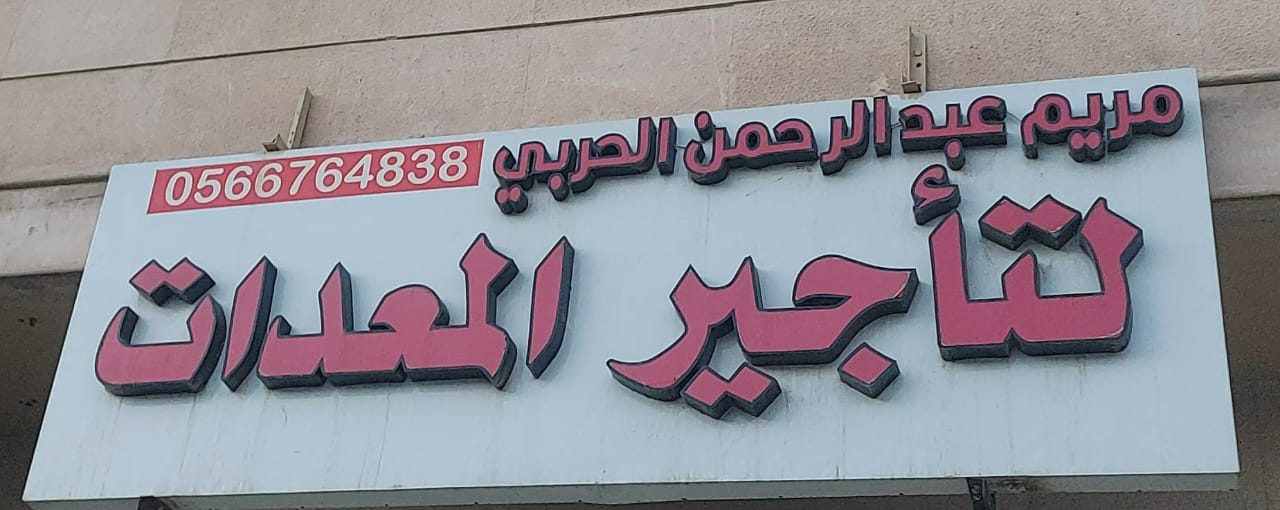 مريم عبدالرحمن الحربي 0566764838
لتأجير المعدات